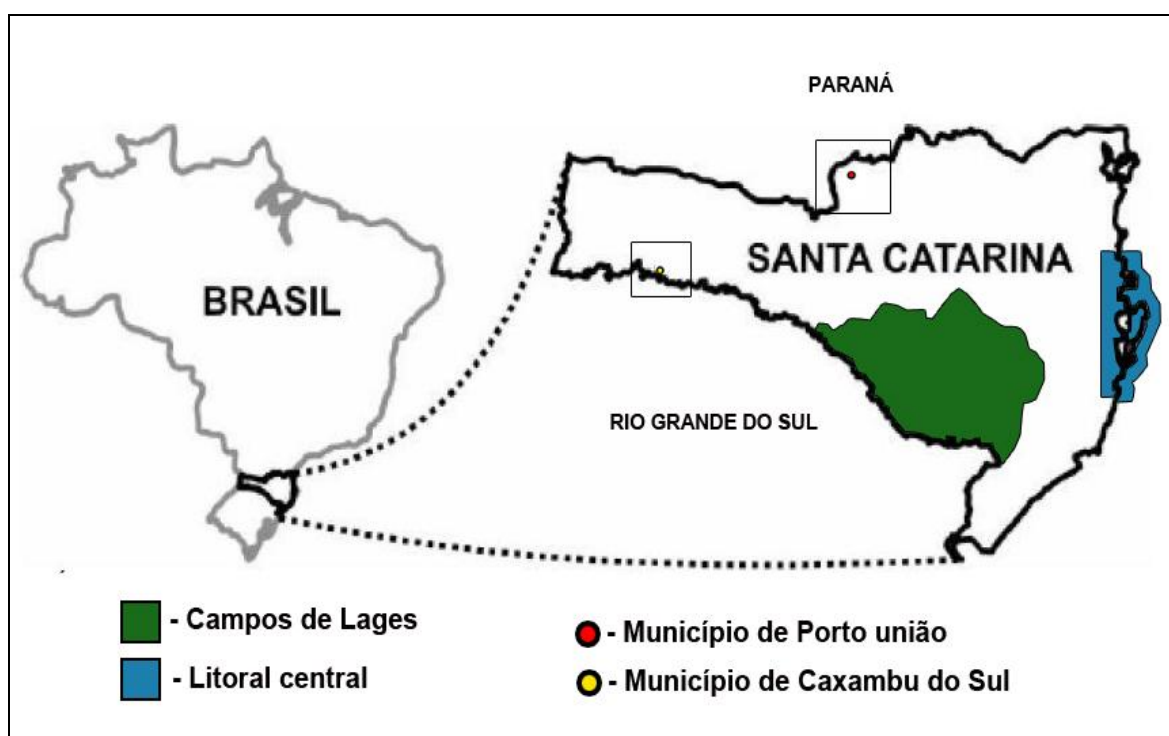 PARANÁ
SANTA CATARINA
BRASIL
RIO GRANDE DO SUL
- Campos de Lages
- Litoral central
- Município de Porto união
- Município de Caxambu do Sul